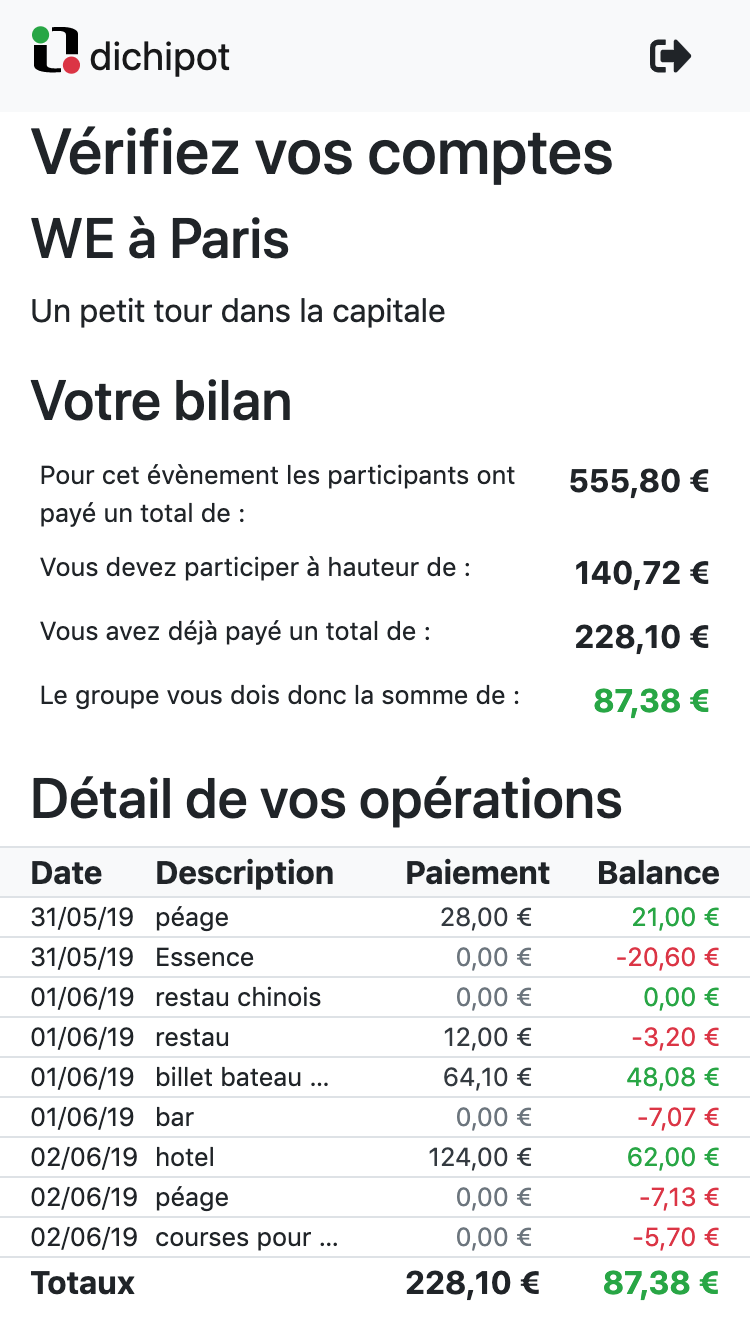 dichipot
Vérifiez vos comptes
WE à Paris
Un petit tour dans la capitale
Votre bilan
Pour cet évènement les participants ont
payé un total de :
555,80 €
Vous devez participer à hauteur de : 140,72 €
Vous avez déjà payé un total de : 228,10 €
Le groupe vous dois donc la somme de : 87,38 €
Détail de vos opérations
Date Description Paiement Balance
31/05/19 péage 28,00 € 21,00 €
31/05/19 Essence 0,00 € -20,60 €
01/06/19 restau chinois 0,00 € 0,00 €
01/06/19 restau 12,00 € -3,20 €
01/06/19 billet bateau ... 64,10 € 48,08 €
01/06/19 bar 0,00 € -7,07 €
02/06/19 hotel 124,00 € 62,00 €
02/06/19 péage 0,00 € -7,13 €
02/06/19 courses pour ... 0,00 € -5,70 €
Totaux 228,10 € 87,38 €